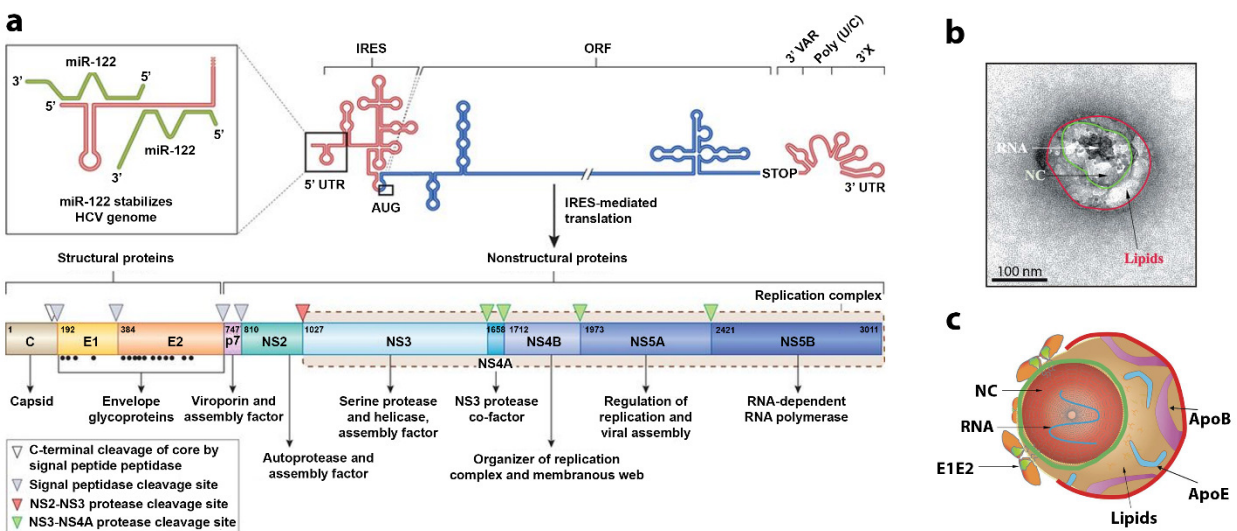 a
IRES
ORF
3' VAR
Poly (U/C)
3'X
miR-122
3'
5'
5'
5'
miR-122
3'
miR-122 stabilizes
HCV genome
5' UTR
AUG
STOP
3' UTR
IRES-mediated
translation
Structural proteins
Nonstructural proteins
Replication complex
1
192
384
747
810
1027
1658
1712
1973
2421
3011
C
E1
E2
p7
NS2
NS3
NS4B
NS5A
NS5B
NS4A
Capsid
Envelope
glycoproteins
Viroporin and
assembly factor
Serine protease
and helicase,
assembly factor
NS3 protease
co-factor
Regulation of
replication and
viral assembly
RNA-dependent
RNA polymerase
Autoprotease and
assembly factor
Organizer of replication
complex and membranous web
C-terminal cleavage of core by
signal peptide peptidase
Signal peptidase cleavage site
NS2-NS3 protease cleavage site
NS3-NS4A protease cleavage site
b
RNA
NC
Lipids
100 nm
c
NC
RNA
E1E2
Lipids
ApoB
ApoE